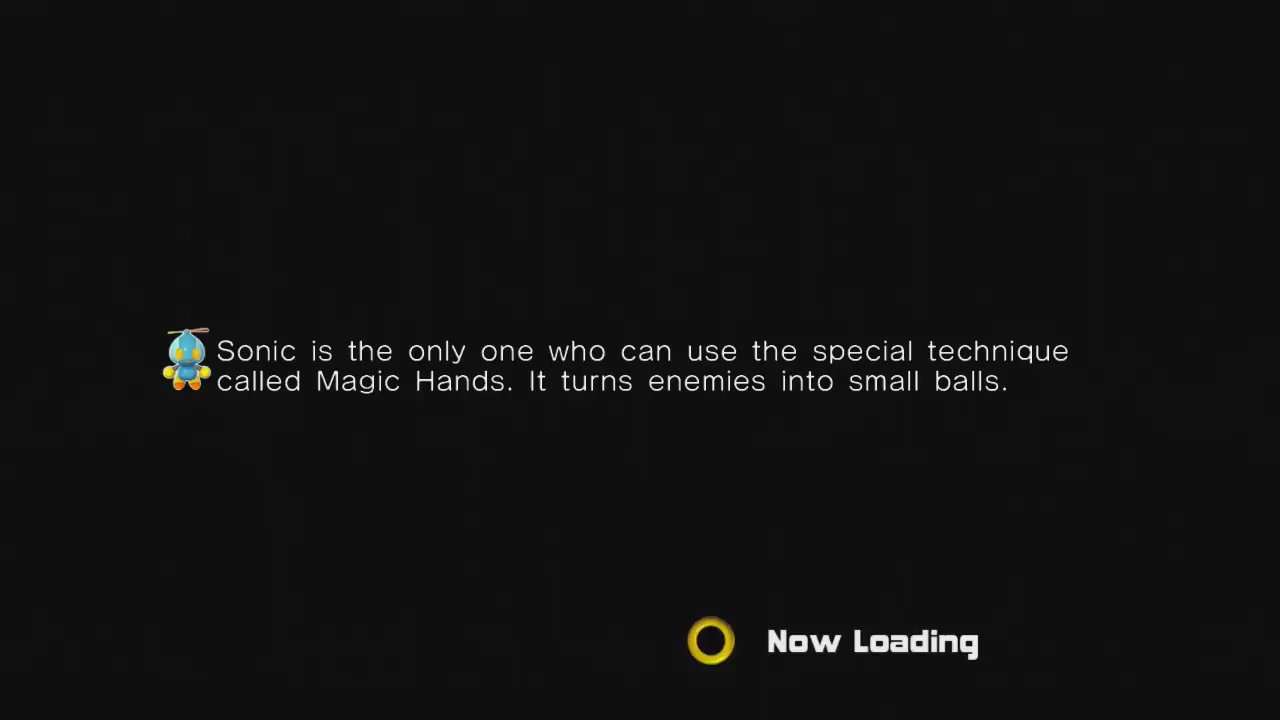 Sonic is the only one who can use the special technique
called Magic Hands. It turns enemies into small balls.
Now Loading